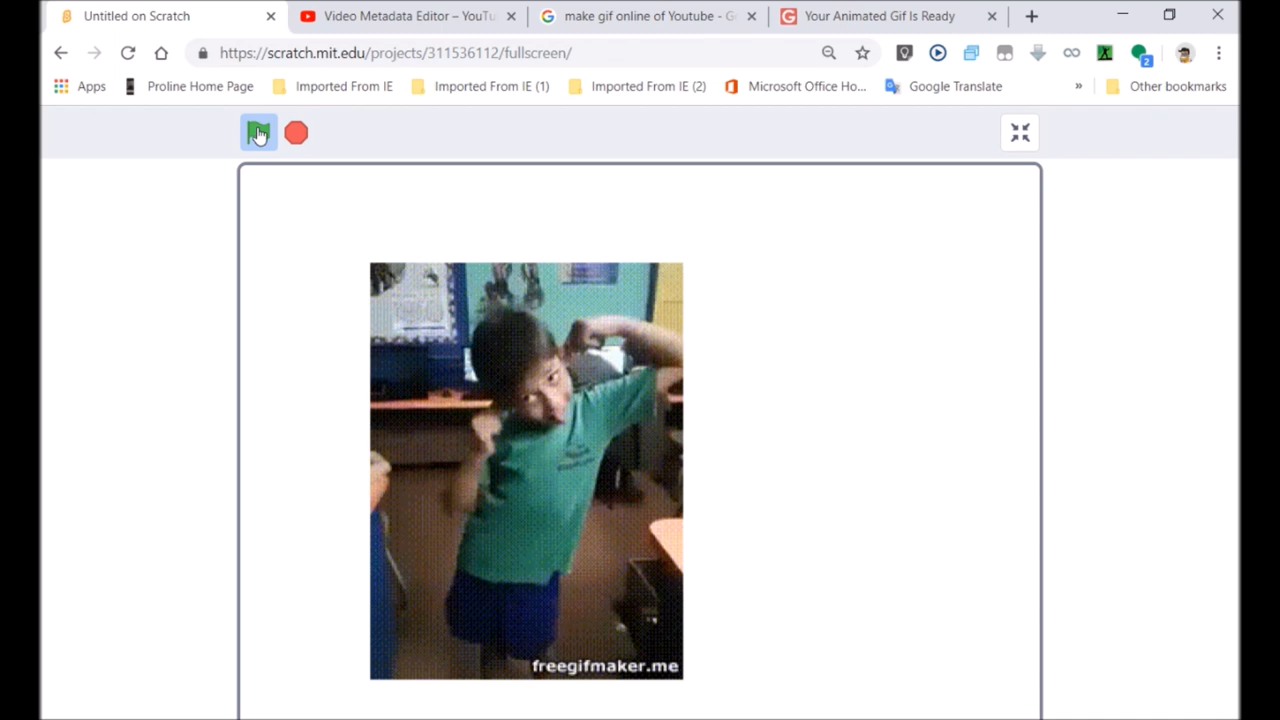 Untitled on Scratch
Video Metadata Editor – YouTu
make gif online of Youtube - Go
Your Animated Gif Is Ready
https://scratch.mit.edu/projects/311536112/fullscreen/
2
Apps
Proline Home Page
Imported From IE
Imported From IE (1)
Imported From IE (2)
Microsoft Office Ho...
Google Translate
»
Other bookmarks
freegifmaker.me